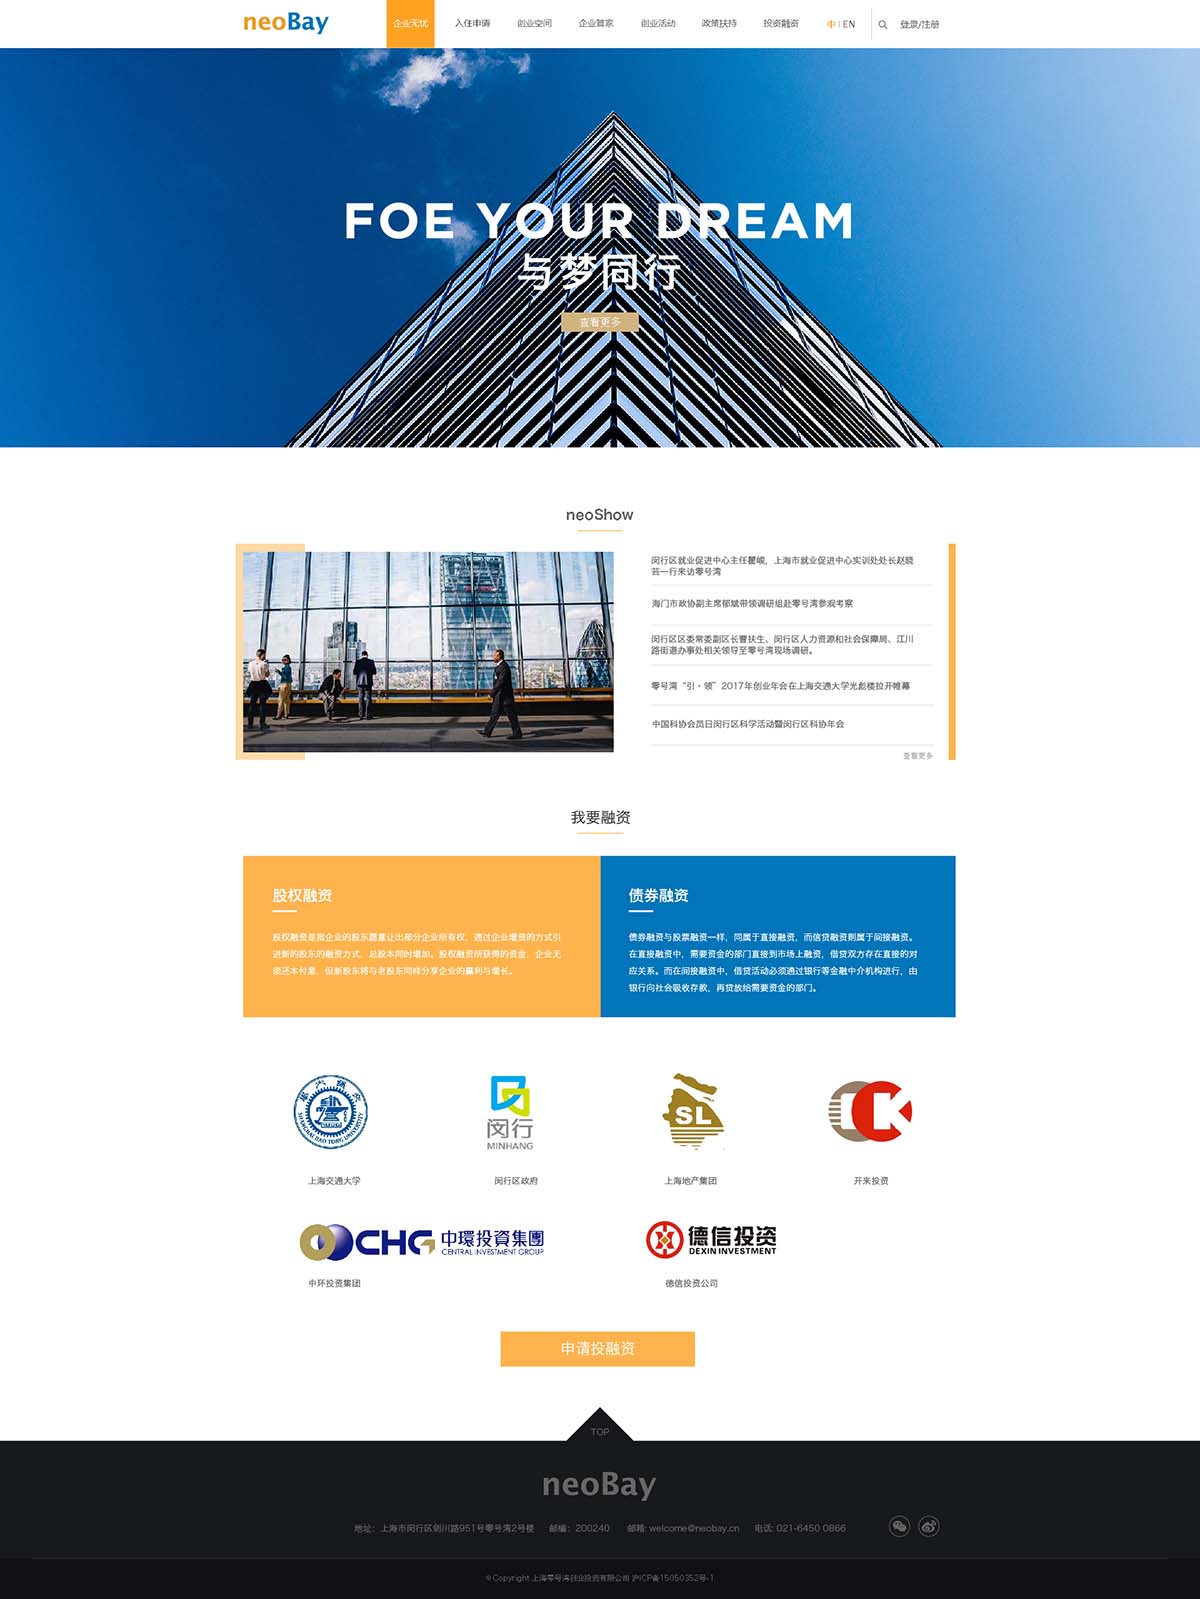 neoBay 企业无忧 入住申请 创业空间 企业管家 创业活动 政策扶持 投资融资 中 | EN 登录/注册
FOE YOUR DREAM
与梦同行
查看更多
neoShow
闵行区就业促进中心主任瞿峻，上海市就业促进中心实训处处长赵晓
芸一行来访零号湾
海门市政协副主席郁斌带领调研组赴零号湾参观考察
闵行区区委常委副区长曹扶生、闵行区人力资源和社会保障局、江川
路街道办事处相关领导至零号湾现场调研。
零号湾“引·领”2017年创业年会在上海交通大学光彪楼拉开帷幕
中国科协会员日闵行区科学活动暨闵行区科协年会
查看更多
我要融资
股权融资
股权融资是指企业的股东愿意让出部分企业所有权，通过企业增资的方式引
进新的股东的融资方式，总股本同时增加。股权融资所获得的资金，企业无
须还本付息，但新股东将与老股东同样分享企业的赢利与增长。
债券融资
债券融资与股票融资一样，同属于直接融资，而信贷融资则属于间接融资。
在直接融资中，需要资金的部门直接到市场上融资，借贷双方存在直接的对
应关系。而在间接融资中，借贷活动必须通过银行等金融中介机构进行，由
银行向社会吸收存款，再贷放给需要资金的部门。
SHANGHAI JIAO TONG UNIVERSITY
闵行
MINHANG
SL
上海交通大学
闵行区政府
上海地产集团
开来投资
CHG 中環投資集團
CENTRAL INVESTMENT GROUP
德信投资
DEXIN INVESTMENT
中环投资集团
德信投资公司
申请投融资
TOP
neoBay
地址：上海市闵行区剑川路951号零号湾2号楼 邮编：200240 邮箱: welcome@neobay.cn 电话: 021-6450 0866
© Copyright 上海零号湾创业投资有限公司 沪ICP备15050352号-1